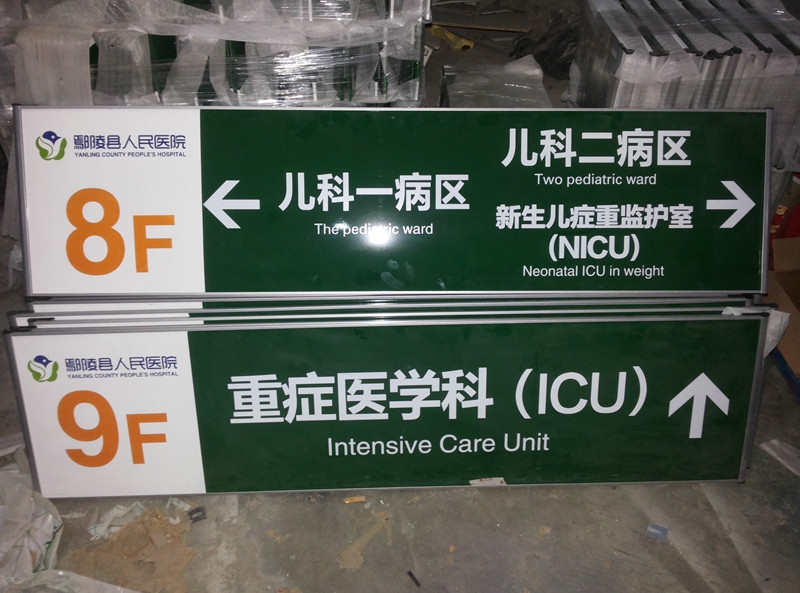 鄢陵县人民医院
YANLING COUNTY PEOPLE'S HOSPITAL
8F
儿科一病区
The pediatric ward
儿科二病区
Two pediatric ward
新生儿症重监护室
(NICU)
Neonatal ICU in weight
鄢陵县人民医院
YANLING COUNTY PEOPLE'S HOSPITAL
9F
重症医学科（ICU）
Intensive Care Unit